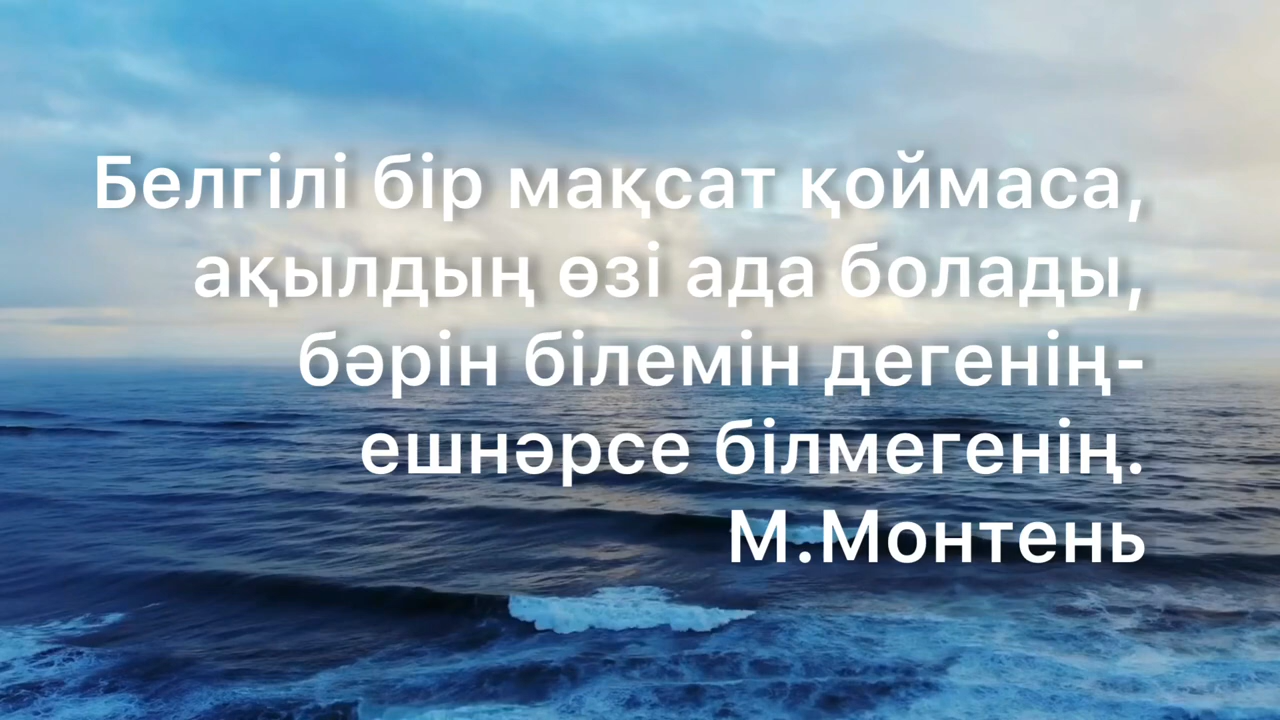 Белгілі бір мақсат қоймаса,
ақылдың өзі ада болады,
бәрін білемін дегенің-
ешнәрсе білмегенің.
М.Монтень